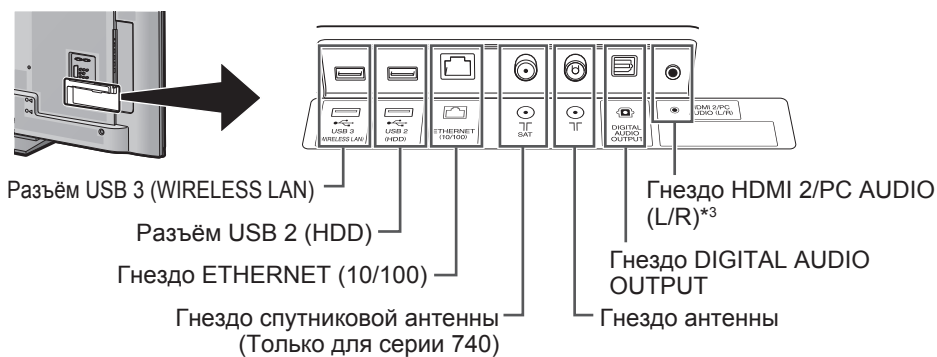 USB 3
(WIRELESS LAN)
USB 2
(HDD)
ETHERNET
(10/100)
SAT
DIGITAL
AUDIO
OUTPUT
HDMI 2/PC
AUDIO (L/R)
Разъём USB 3 (WIRELESS LAN)
Разъём USB 2 (HDD)
Гнездо ETHERNET (10/100)
Гнездо спутниковой антенны
(Только для серии 740)
Гнездо антенны
Гнездо DIGITAL AUDIO
OUTPUT
Гнездо HDMI 2/PC AUDIO
(L/R)*3